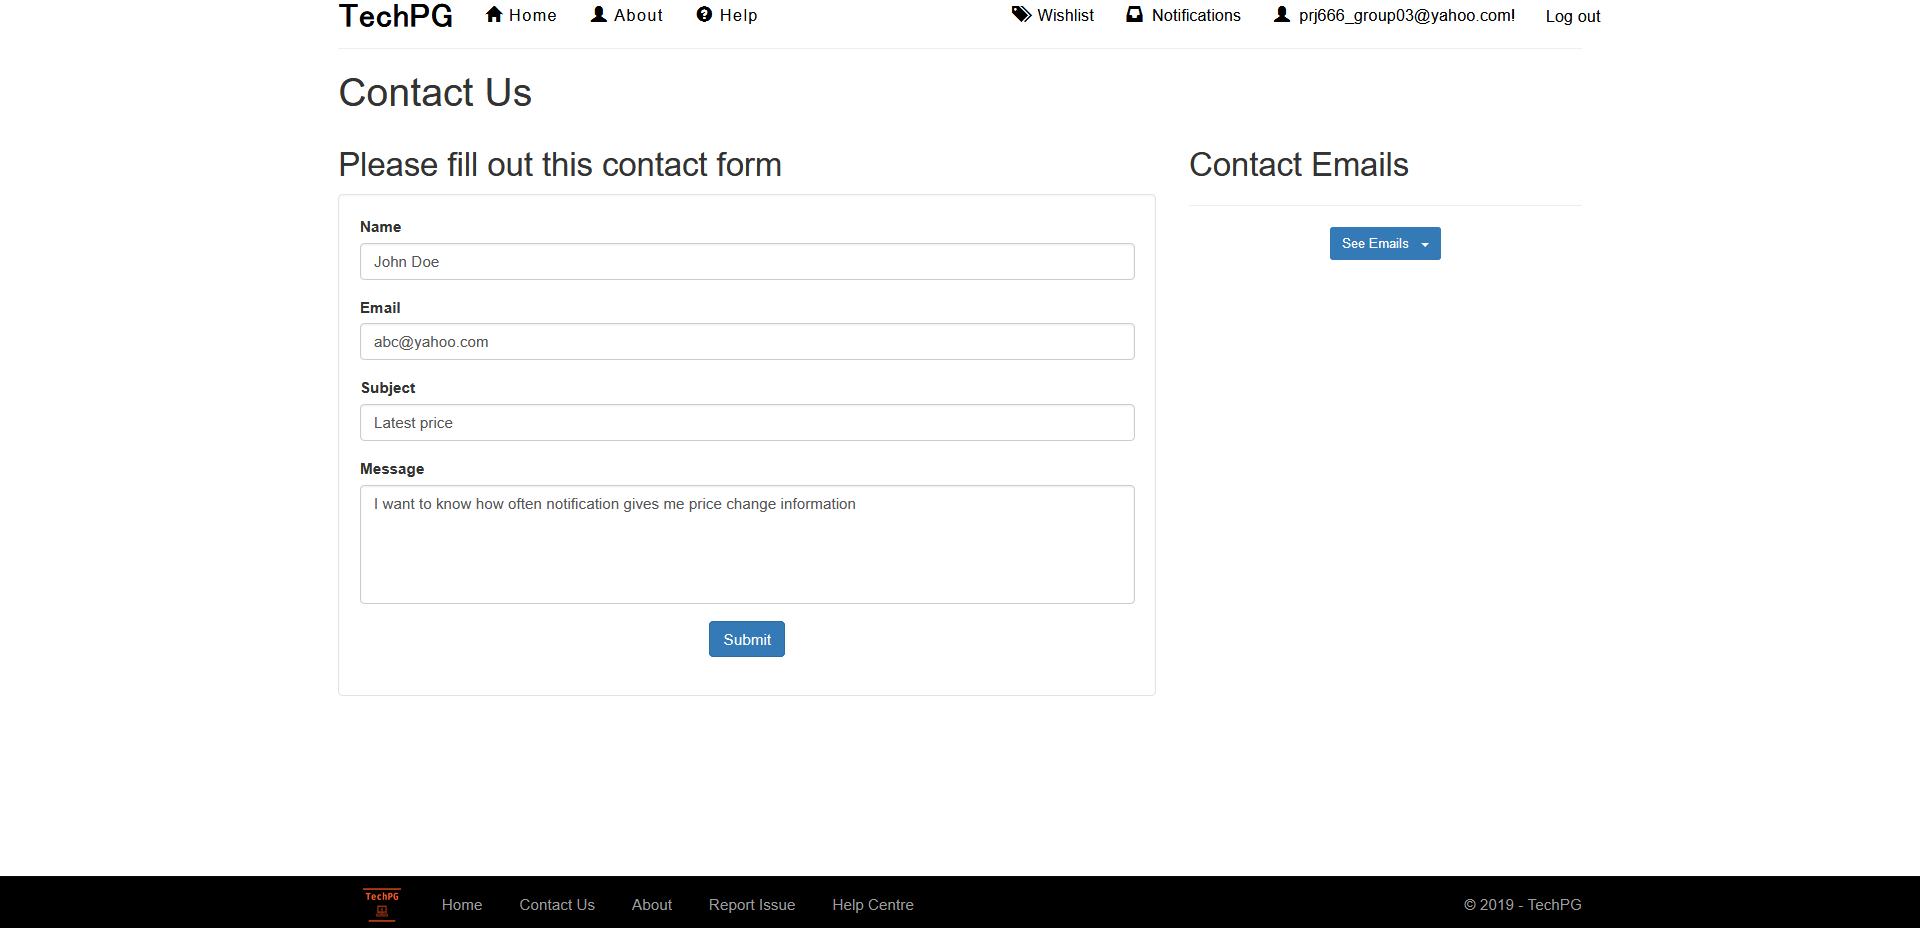 TechPG Home About Help Wishlist Notifications prj666_group03@yahoo.com! Log out
Contact Us
Please fill out this contact form
Name
John Doe
Email
abc@yahoo.com
Subject
Latest price
Message
I want to know how often notification gives me price change information
Submit
Contact Emails
See Emails
TechPG Home Contact Us About Report Issue Help Centre © 2019 - TechPG